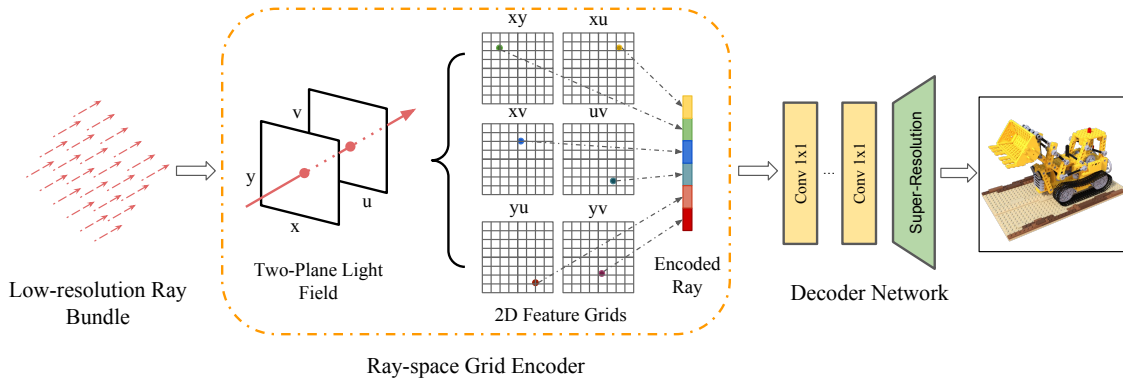 Low-resolution Ray
Bundle
v
y
x
u
Two-Plane Light
Field
xy
xu
xv
uv
yu
yv
2D Feature Grids
Encoded
Ray
Ray-space Grid Encoder
Conv 1x1
...
Conv 1x1
Super-Resolution
Decoder Network